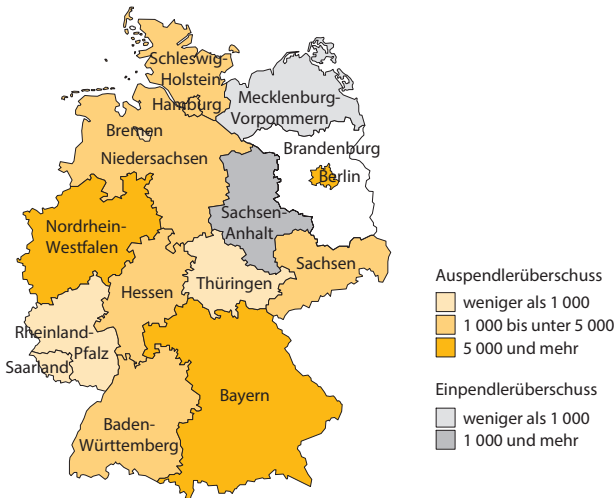 Schleswig-
Holstein
Hamburg
Mecklenburg-
Vorpommern
Bremen
Niedersachsen
Brandenburg
Berlin
Sachsen-
Anhalt
Nordrhein-
Westfalen
Sachsen
Thüringen
Hessen
Rheinland-
Pfalz
Saarland
Bayern
Baden-
Württemberg
Auspendlerüberschuss
weniger als 1 000
1 000 bis unter 5 000
5 000 und mehr
Einpendlerüberschuss
weniger als 1 000
1 000 und mehr